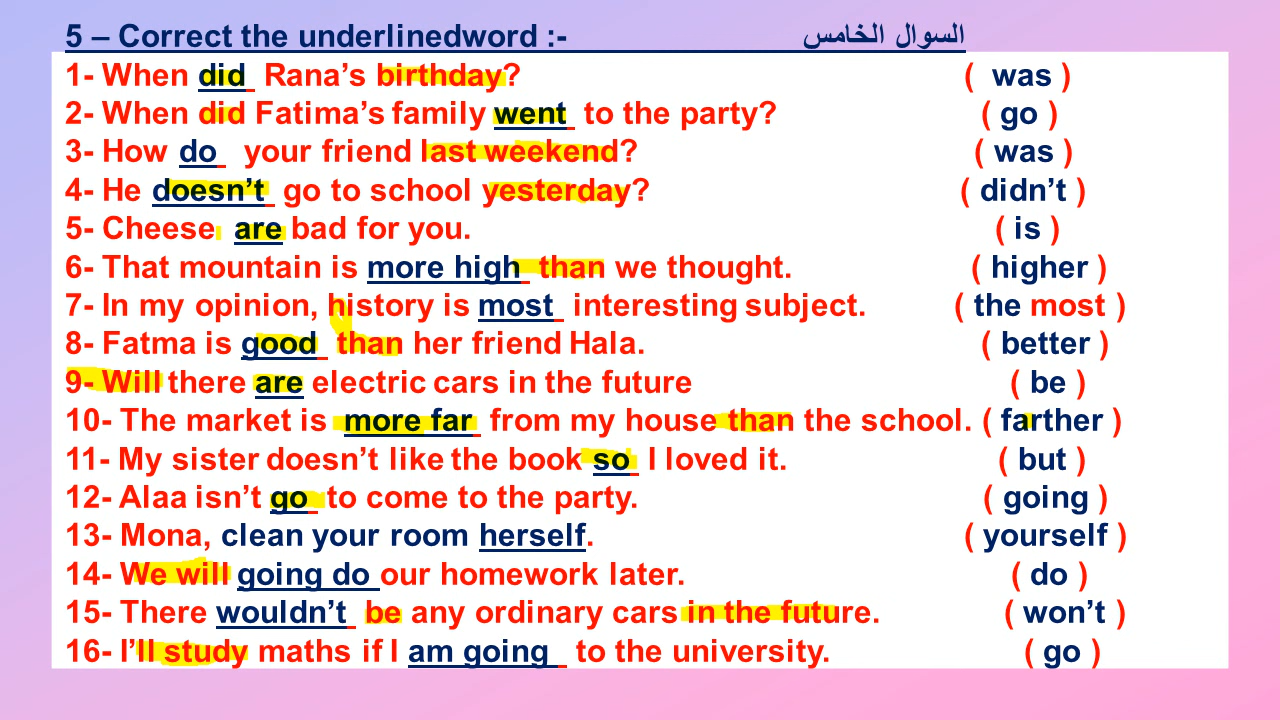 5 – Correct the underlinedword :- السوال الخامس
1- When did Rana’s birthday? ( was )
2- When did Fatima’s family went to the party? ( go )
3- How do your friend last weekend? ( was )
4- He doesn’t go to school yesterday? ( didn’t )
5- Cheese are bad for you. ( is )
6- That mountain is more high than we thought. ( higher )
7- In my opinion, history is most interesting subject. ( the most )
8- Fatma is good than her friend Hala. ( better )
9- Will there are electric cars in the future ( be )
10- The market is more far from my house than the school. ( farther )
11- My sister doesn’t like the book so I loved it. ( but )
12- Alaa isn’t go to come to the party. ( going )
13- Mona, clean your room herself. ( yourself )
14- We will going do our homework later. ( do )
15- There wouldn’t be any ordinary cars in the future. ( won’t )
16- I’ll study maths if I am going to the university. ( go )